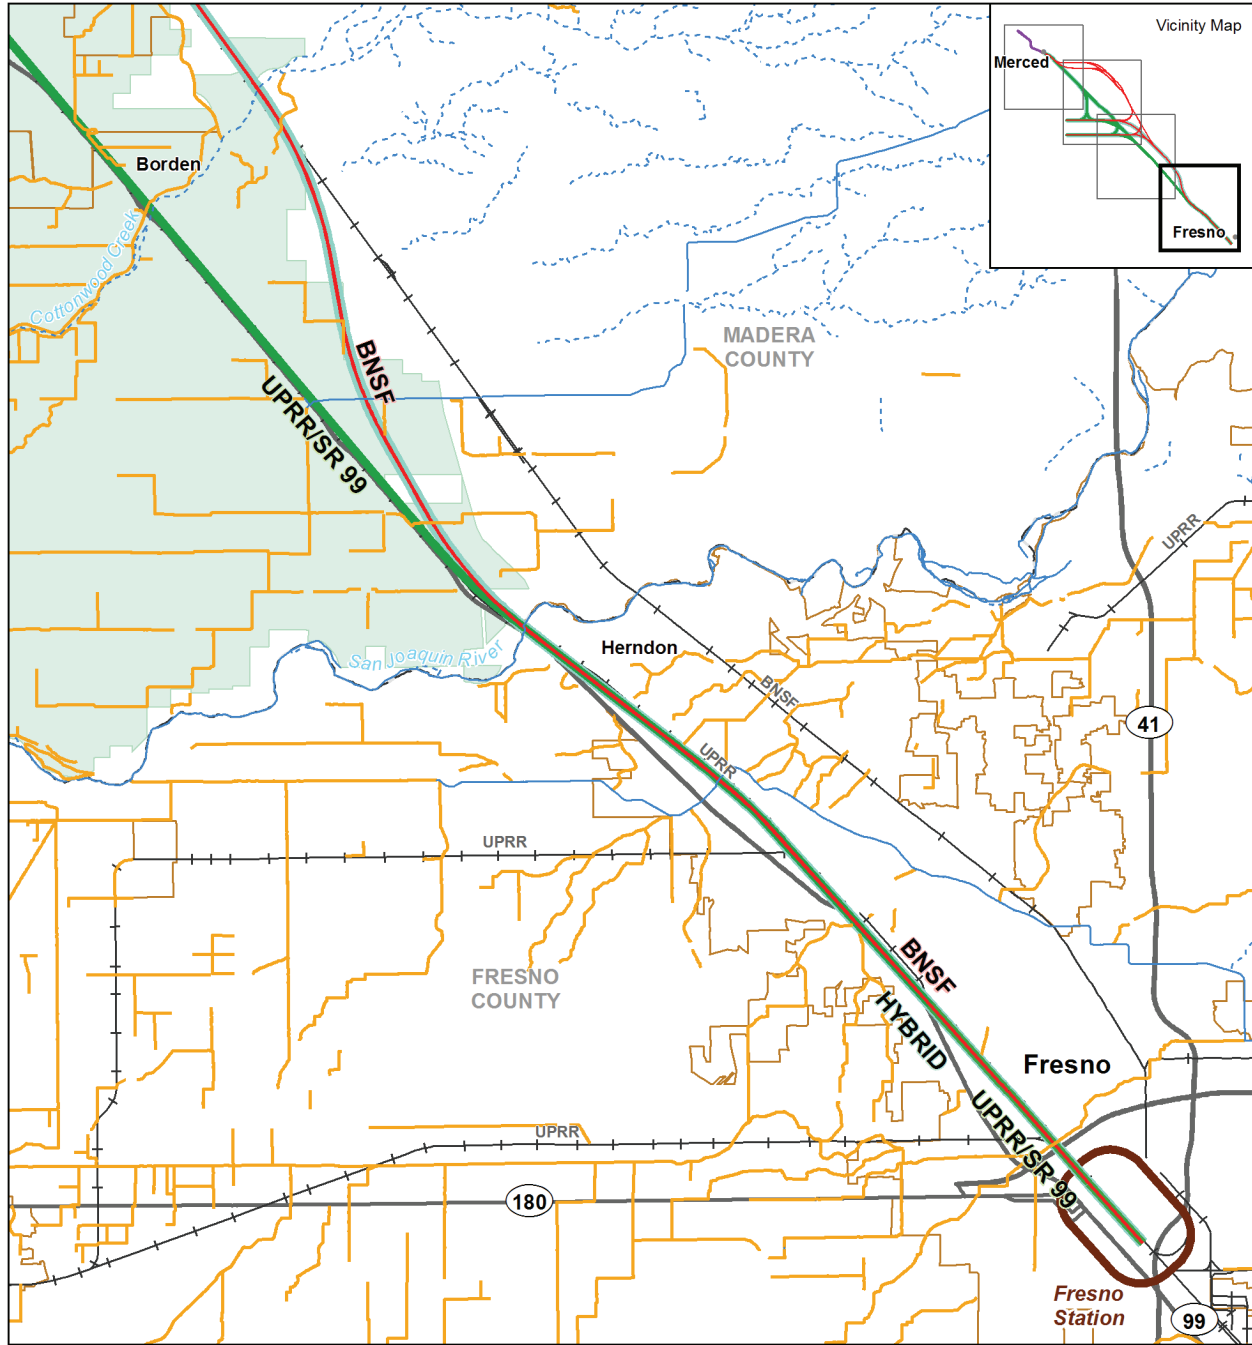 Vicinity Map
Merced
Fresno
Borden
Cottonwood Creek
MADERA
COUNTY
BNSF
UPRR/SR 99
UPRR
San Joaquin River
Herndon
BNSF
41
UPRR
UPRR
FRESNO
COUNTY
BNSF
HYBRID
Fresno
UPRR/SR 99
UPRR
180
Fresno
Station
99